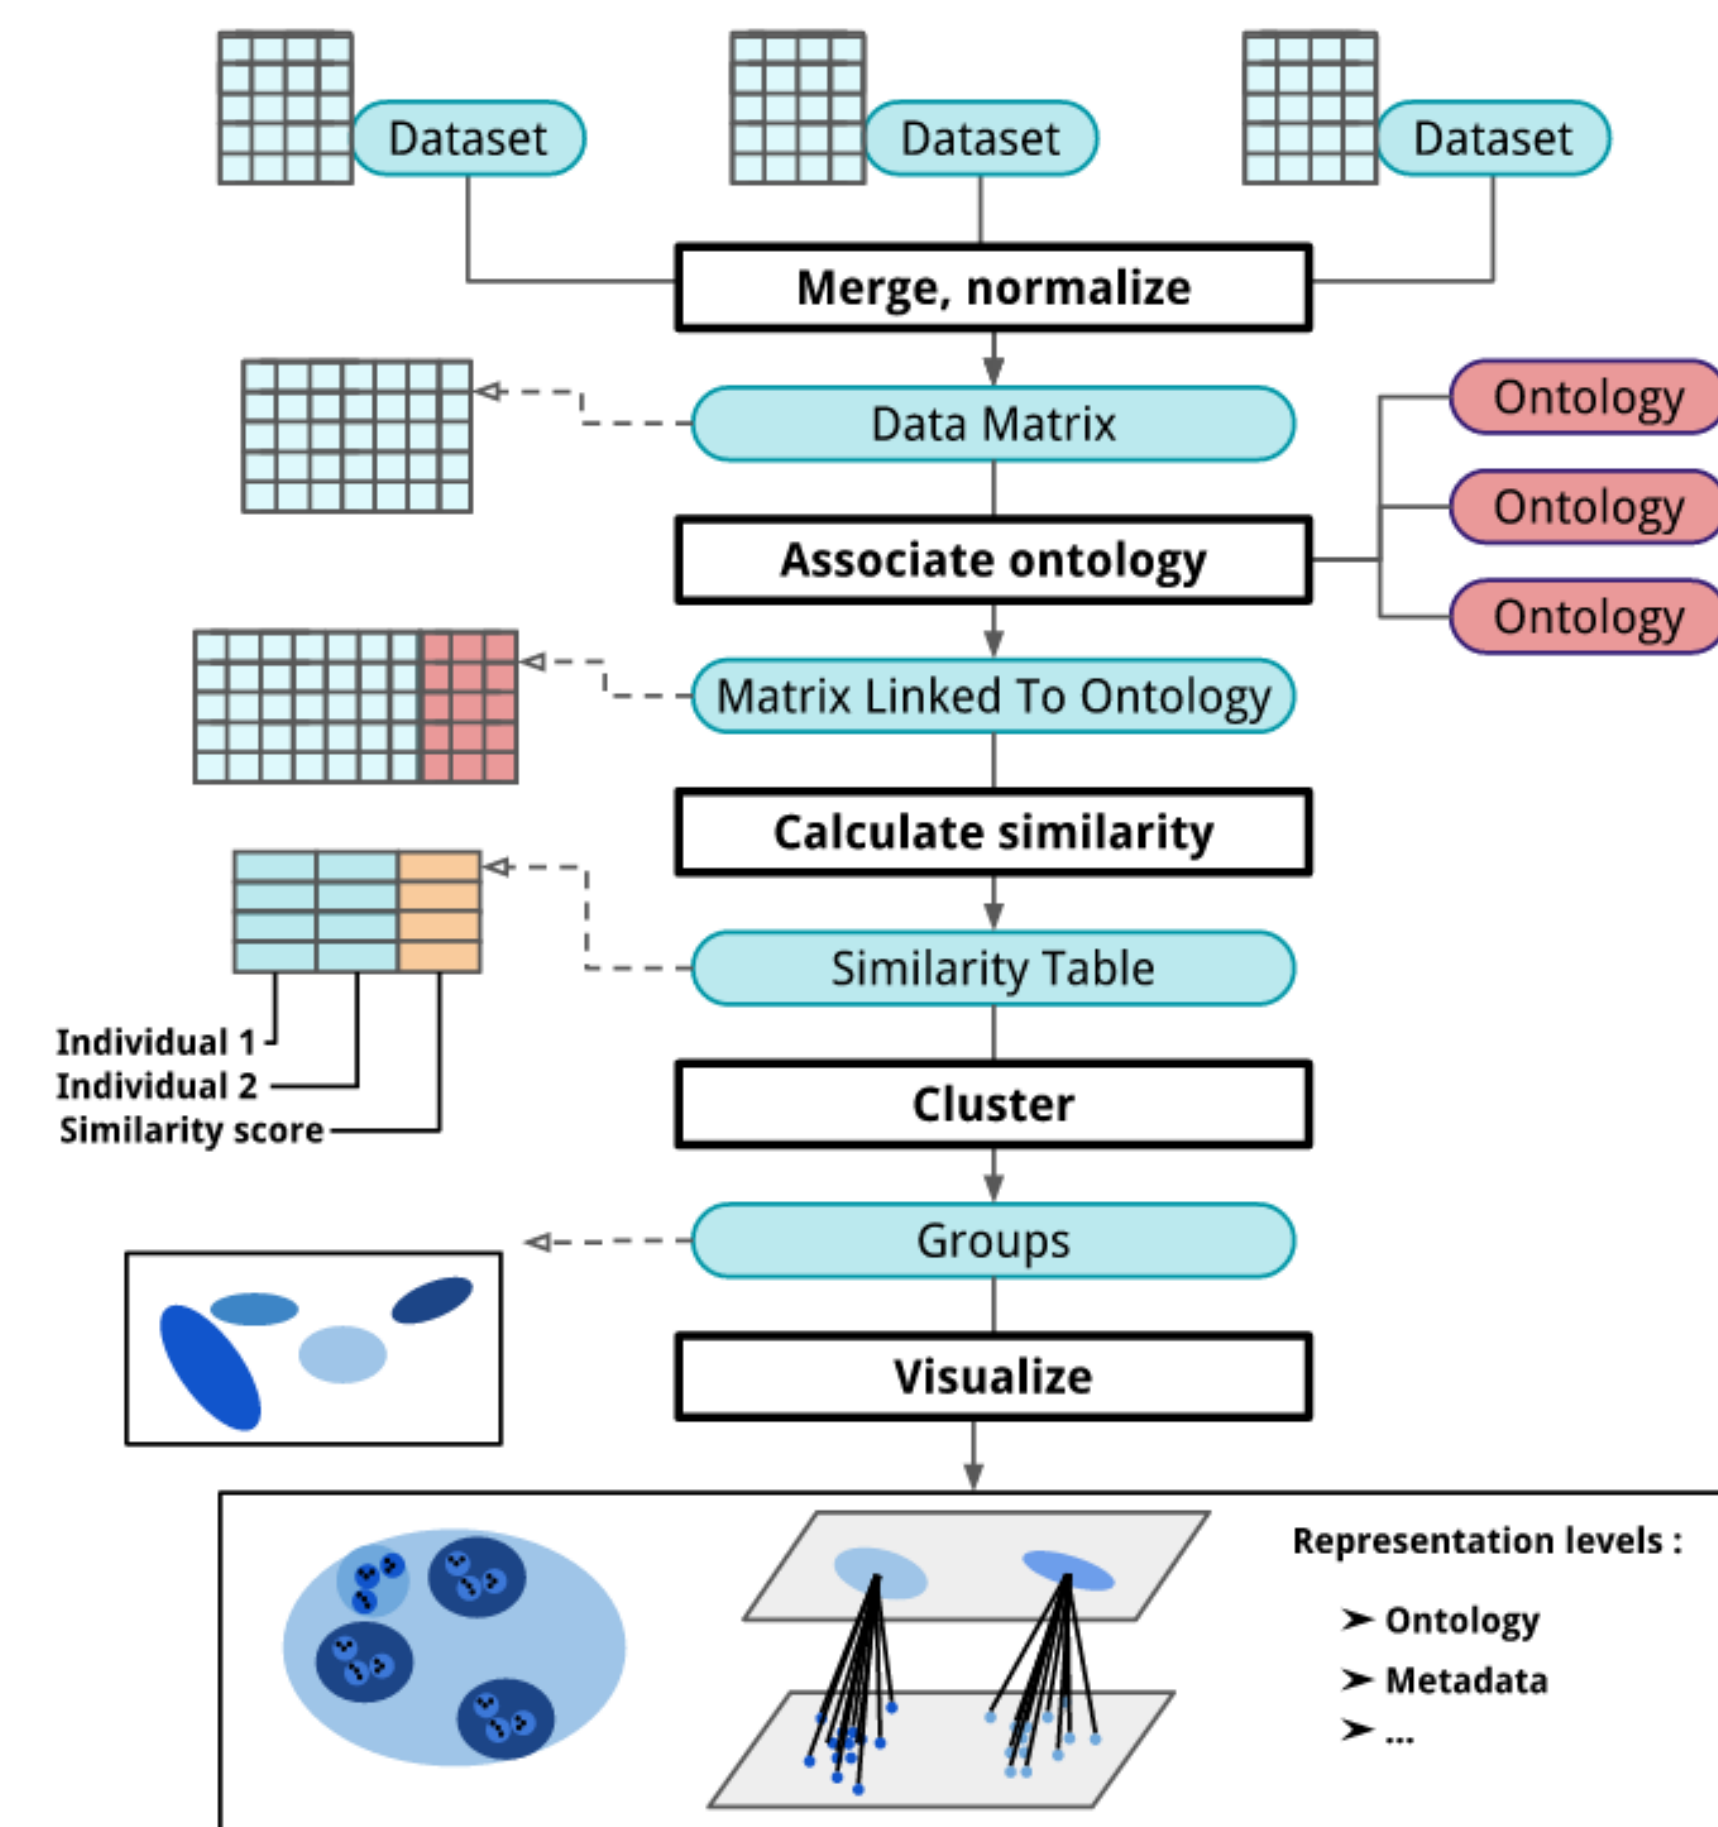 Dataset
Dataset
Dataset
Merge, normalize
Data Matrix
Ontology
Ontology
Associate ontology
Ontology
Matrix Linked To Ontology
Calculate similarity
Similarity Table
Individual 1
Individual 2
Similarity score
Cluster
Groups
Visualize
Representation levels :
➤ Ontology
➤ Metadata
➤ ...